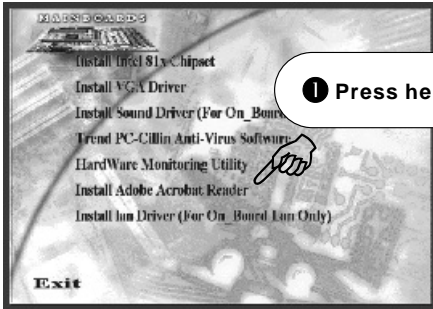 MAINBOARDS
Install Intel 81x Chipset
Install VGA Driver
Install Sound Driver (For On_Board
❶ Press he
Trend PC-Cillin Anti-Virus Software
HardWare Monitoring Utility
Install Adobe Acrobat Reader
Install lan Driver (For On_Board Lan Only)
Exit